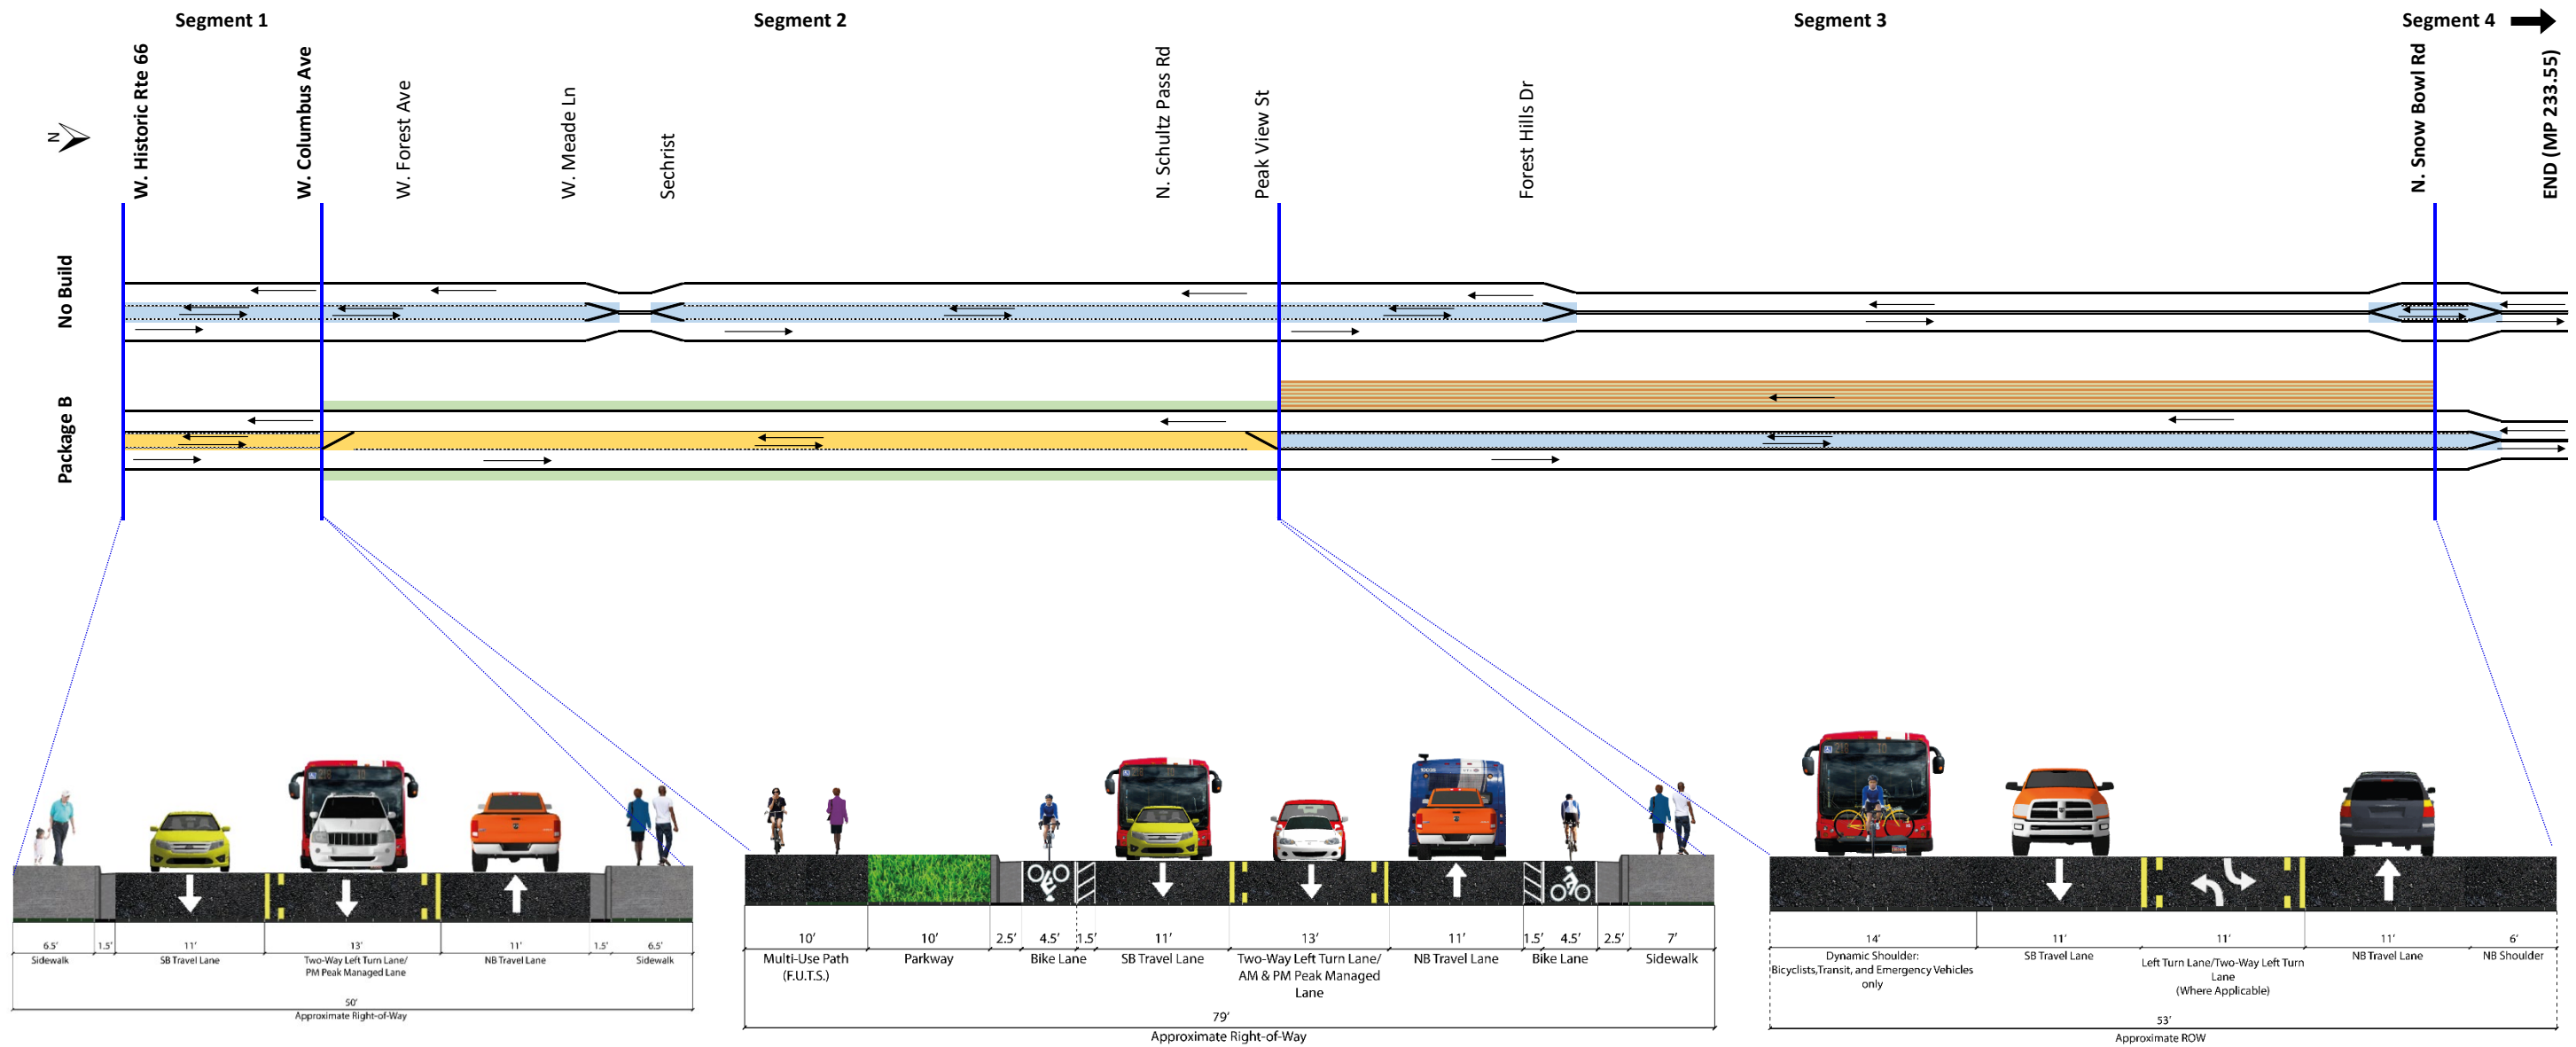 Segment 1
Segment 2
Segment 3
Segment 4
W. Historic Rte 66
W. Columbus Ave
W. Forest Ave
W. Meade Ln
Sechrist
N. Schultz Pass Rd
Peak View St
Forest Hills Dr
N. Snow Bowl Rd
END (MP 233.55)
N
No Build
Package B
6.5’
1.5’
11’
13’
11’
1.5’
6.5’
Sidewalk
SB Travel Lane
Two-Way Left Turn Lane/
PM Peak Managed Lane
NB Travel Lane
Sidewalk
50’
Approximate Right-of-Way
10’
10’
2.5’
4.5’
1.5’
11’
13’
11’
1.5’
4.5’
2.5’
7’
Multi-Use Path
(F.U.T.S.)
Parkway
Bike Lane
SB Travel Lane
Two-Way Left Turn Lane/
AM & PM Peak Managed
Lane
NB Travel Lane
Bike Lane
Sidewalk
79’
Approximate Right-of-Way
14’
11’
11’
11’
6’
Dynamic Shoulder:
Bicyclists,Transit, and Emergency Vehicles
only
SB Travel Lane
Left Turn Lane/Two-Way Left Turn
Lane
(Where Applicable)
NB Travel Lane
NB Shoulder
53’
Approximate ROW